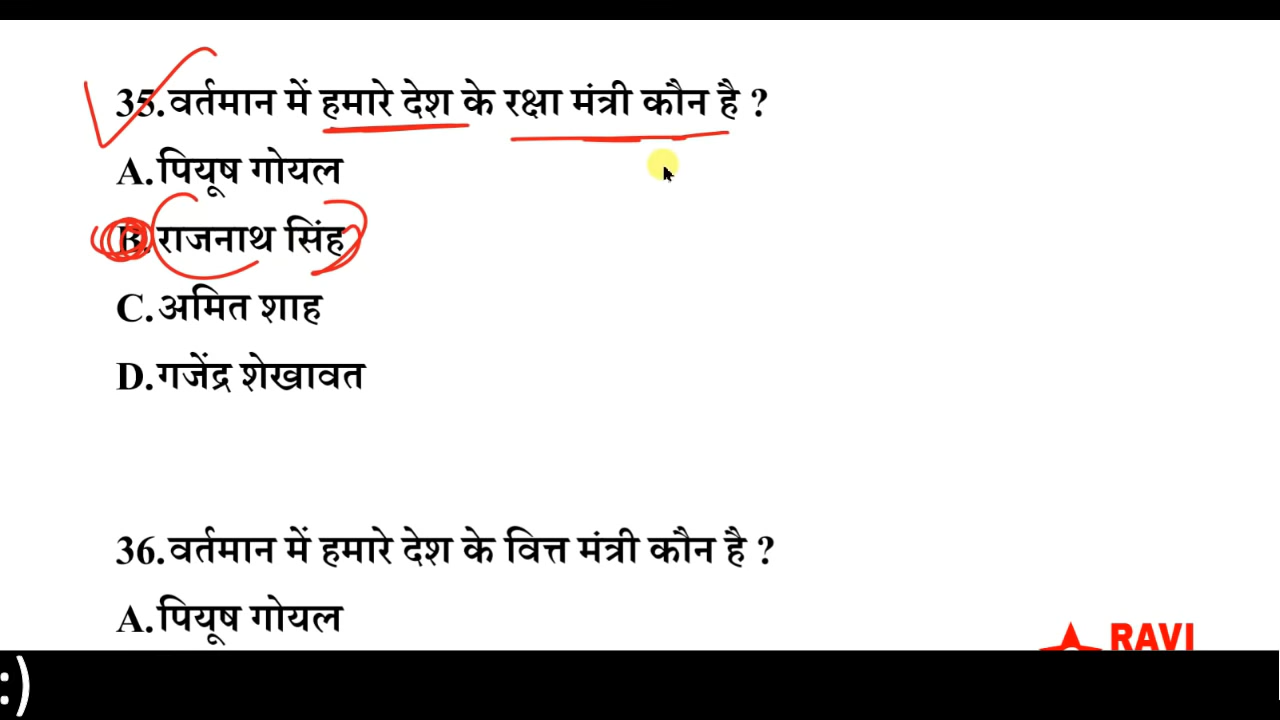 35.वर्तमान में हमारे देश के रक्षा मंत्री कौन है ?
A.पियूष गोयल
B.राजनाथ सिंह
C.अमित शाह
D.गजेंद्र शेखावत
36.वर्तमान में हमारे देश के वित्त मंत्री कौन है ?
A.पियूष गोयल
RAVI
:)